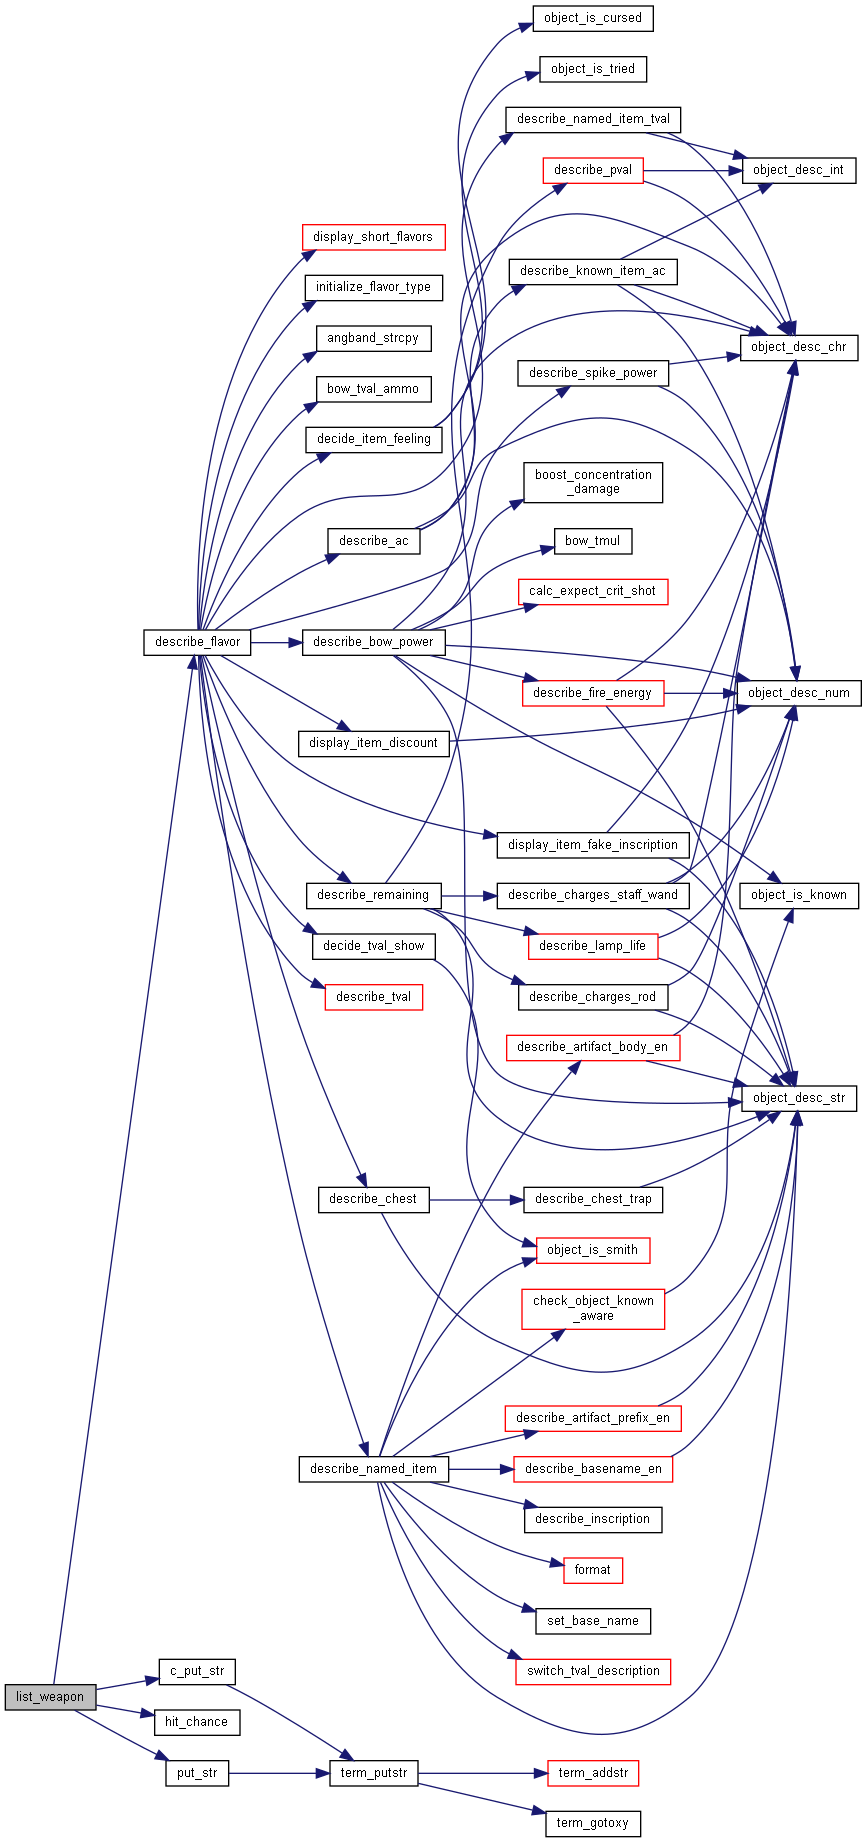 object_is_cursed
object_is_tried
describe_named_item_tval
describe_pval
object_desc_int
display_short_flavors
describe_known_item_ac
initialize_flavor_type
angband_strcpy
object_desc_chr
describe_spike_power
bow_tval_ammo
decide_item_feeling
boost_concentration
_damage
describe_ac
bow_tmul
calc_expect_crit_shot
describe_flavor
describe_bow_power
describe_fire_energy
object_desc_num
display_item_discount
display_item_fake_inscription
describe_remaining
describe_charges_staff_wand
object_is_known
decide_tval_show
describe_lamp_life
describe_tval
describe_charges_rod
describe_artifact_body_en
object_desc_str
describe_chest
describe_chest_trap
object_is_smith
check_object_known
_aware
describe_artifact_prefix_en
describe_named_item
describe_basename_en
describe_inscription
format
set_base_name
switch_tval_description
c_put_str
list_weapon
hit_chance
put_str
term_putstr
term_addstr
term_gotoxy